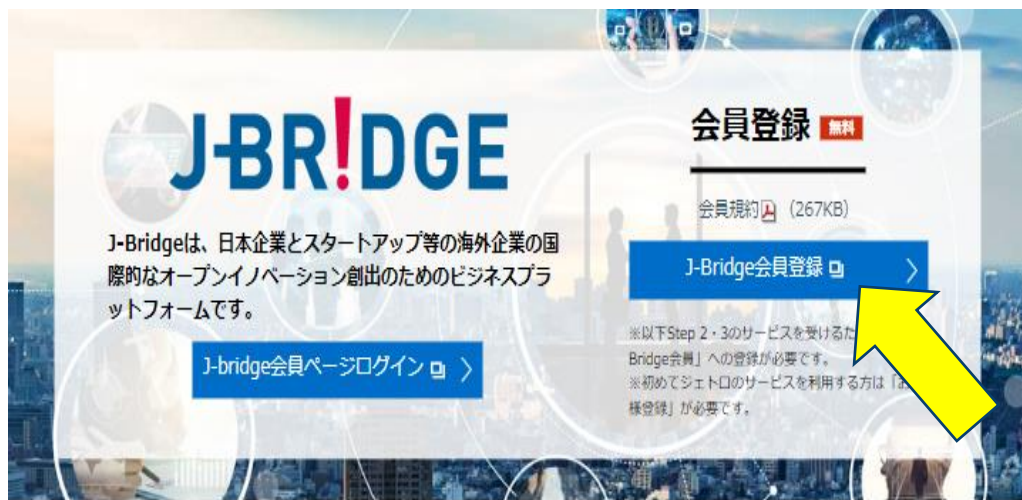 J-BR!DGE
J-Bridgeは、日本企業とスタートアップ等の海外企業の国
際的なオープンイノベーション創出のためのビジネスプラ
ットフォームです。
J-bridge会員ページログイン
会員登録 無料
会員規約 (267KB)
J-Bridge会員登録
※以下Step 2・3のサービスを受けるた
Bridge会員」への登録が必要です。
※初めてジェトロのサービスを利用する方は「お
様登録」が必要です。